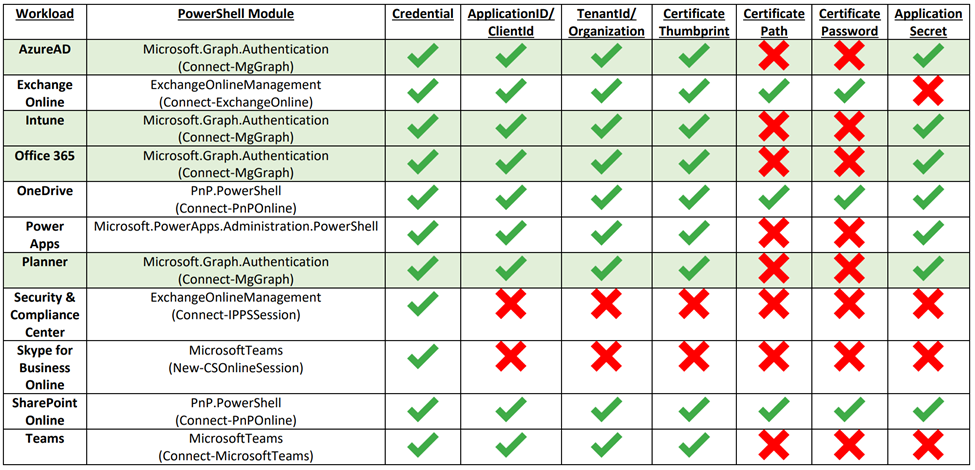 Workload PowerShell Module Credential ApplicationID/ TenantId/ Certificate Certificate Certificate Application
ClientId Organization Thumbprint Path Password Secret
AzureAD Microsoft.Graph.Authentication
(Connect-MgGraph)
Exchange ExchangeOnlineManagement
Online (Connect-ExchangeOnline)
Intune Microsoft.Graph.Authentication
(Connect-MgGraph)
Office 365 Microsoft.Graph.Authentication
(Connect-MgGraph)
OneDrive PnP.PowerShell
(Connect-PnPOnline)
Power Microsoft.PowerApps.Administration.PowerShell
Apps
Planner Microsoft.Graph.Authentication
(Connect-MgGraph)
Security & ExchangeOnlineManagement
Compliance (Connect-IPPSSession)
Center
Skype for MicrosoftTeams
Business (New-CSOnlineSession)
Online
SharePoint PnP.PowerShell
Online (Connect-PnPOnline)
Teams MicrosoftTeams
(Connect-MicrosoftTeams)